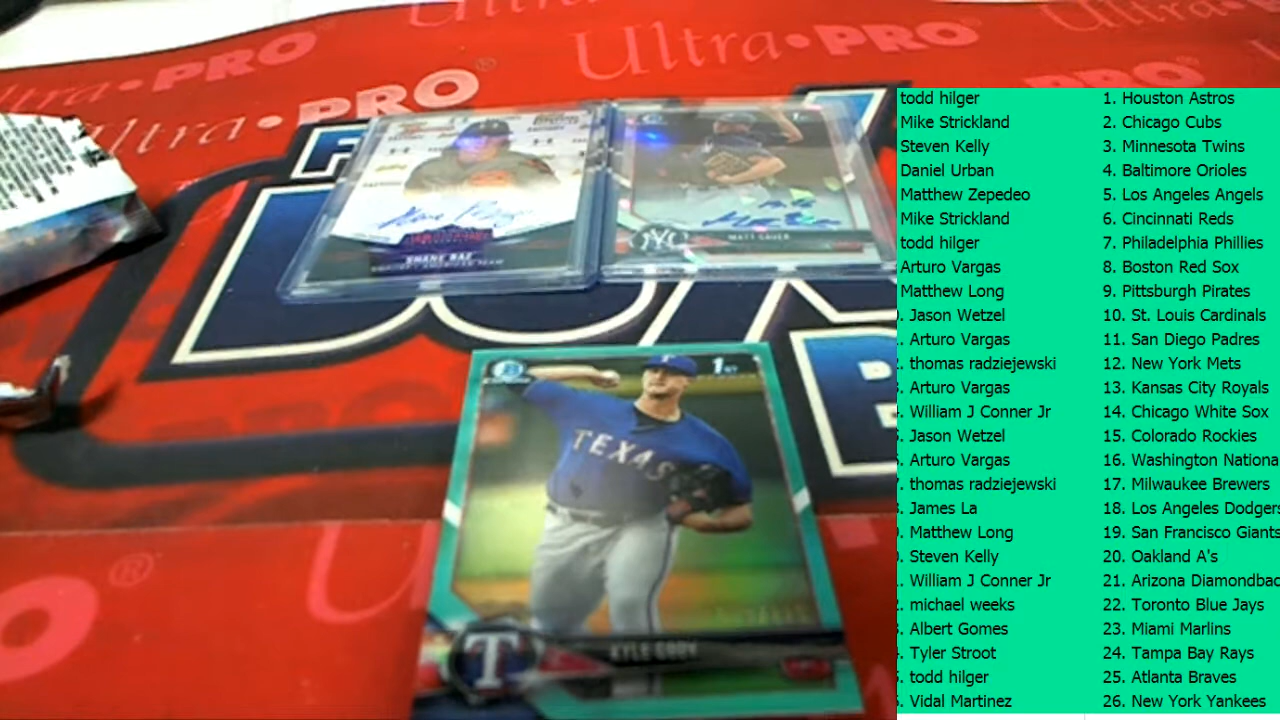 Ultra•PRO
Ultra•PRO
Ultra•PRO®
PRO
SHANE BAZ
MATT SAUER
1ST
TEXAS
T
KYLE CODY
®
todd hilger 1. Houston Astros
Mike Strickland 2. Chicago Cubs
Steven Kelly 3. Minnesota Twins
Daniel Urban 4. Baltimore Orioles
Matthew Zepedeo 5. Los Angeles Angels
Mike Strickland 6. Cincinnati Reds
todd hilger 7. Philadelphia Phillies
Arturo Vargas 8. Boston Red Sox
Matthew Long 9. Pittsburgh Pirates
. Jason Wetzel 10. St. Louis Cardinals
. Arturo Vargas 11. San Diego Padres
. thomas radziejewski 12. New York Mets
. Arturo Vargas 13. Kansas City Royals
. William J Conner Jr 14. Chicago White Sox
. Jason Wetzel 15. Colorado Rockies
. Arturo Vargas 16. Washington Nationa
. thomas radziejewski 17. Milwaukee Brewers
. James La 18. Los Angeles Dodgers
. Matthew Long 19. San Francisco Giants
. Steven Kelly 20. Oakland A's
. William J Conner Jr 21. Arizona Diamondbac
. michael weeks 22. Toronto Blue Jays
. Albert Gomes 23. Miami Marlins
. Tyler Stroot 24. Tampa Bay Rays
. todd hilger 25. Atlanta Braves
. Vidal Martinez 26. New York Yankees